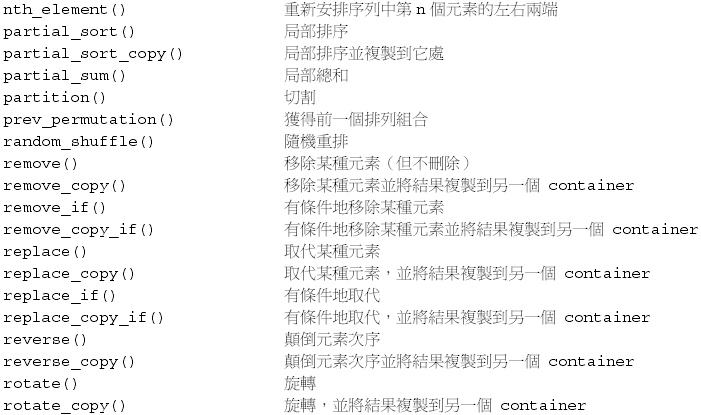 nth_element() 重新安排序列中第 n 個元素的左右兩端
partial_sort() 局部排序
partial_sort_copy() 局部排序並複製到它處
partial_sum() 局部總和
partition() 切割
prev_permutation() 獲得前一個排列組合
random_shuffle() 隨機重排
remove() 移除某種元素（但不刪除）
remove_copy() 移除某種元素並將結果複製到另一個 container
remove_if() 有條件地移除某種元素
remove_copy_if() 有條件地移除某種元素並將結果複製到另一個 container
replace() 取代某種元素
replace_copy() 取代某種元素，並將結果複製到另一個 container
replace_if() 有條件地取代
replace_copy_if() 有條件地取代，並將結果複製到另一個 container
reverse() 顛倒元素次序
reverse_copy() 顛倒元素次序並將結果複製到另一個 container
rotate() 旋轉
rotate_copy() 旋轉，並將結果複製到另一個 container